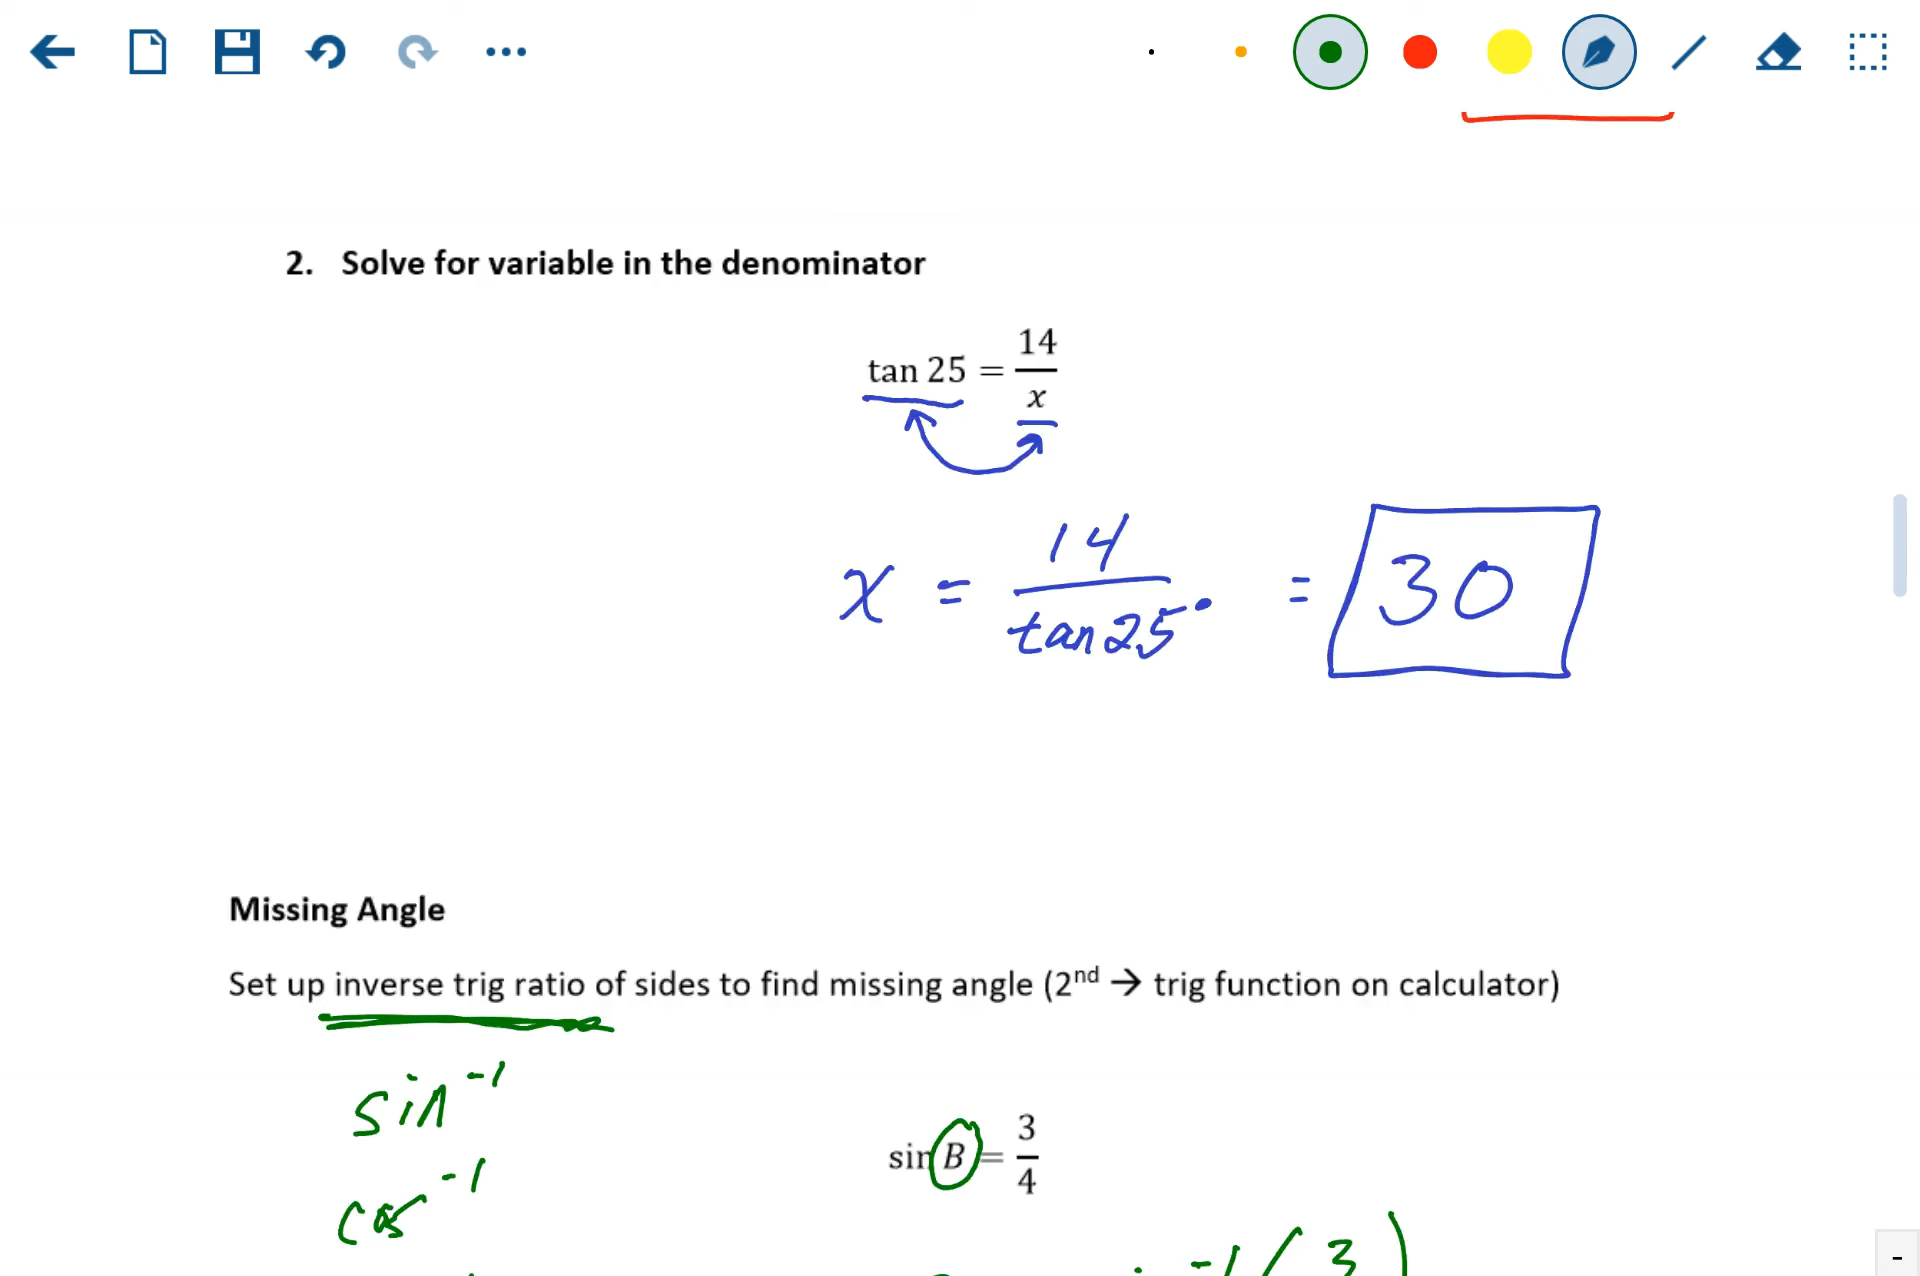 2. Solve for variable in the denominator
tan 25 = 14/x
x = 14/tan25° = 30
Missing Angle
Set up inverse trig ratio of sides to find missing angle (2nd → trig function on calculator)
sin⁻¹
sin B = 3/4
cos⁻¹
⁻¹(3)